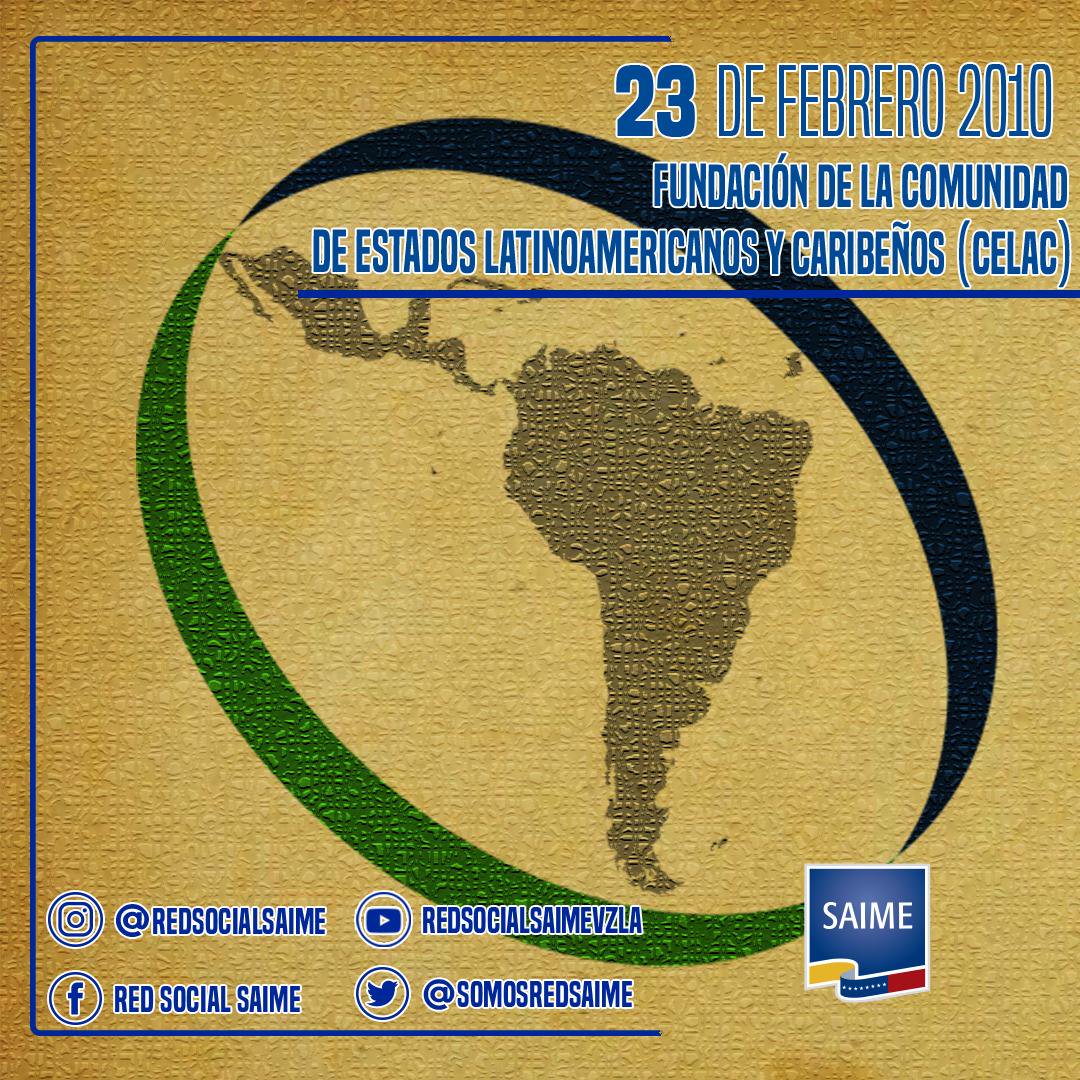 23 DE FEBRERO 2010
FUNDACIÓN DE LA COMUNIDAD
DE ESTADOS LATINOAMERICANOS Y CARIBEÑOS (CELAC)
@REDSOCIALSAIME
REDSOCIALSAIMEVZLA
RED SOCIAL SAIME
@SOMOSREDSAIME
SAIME